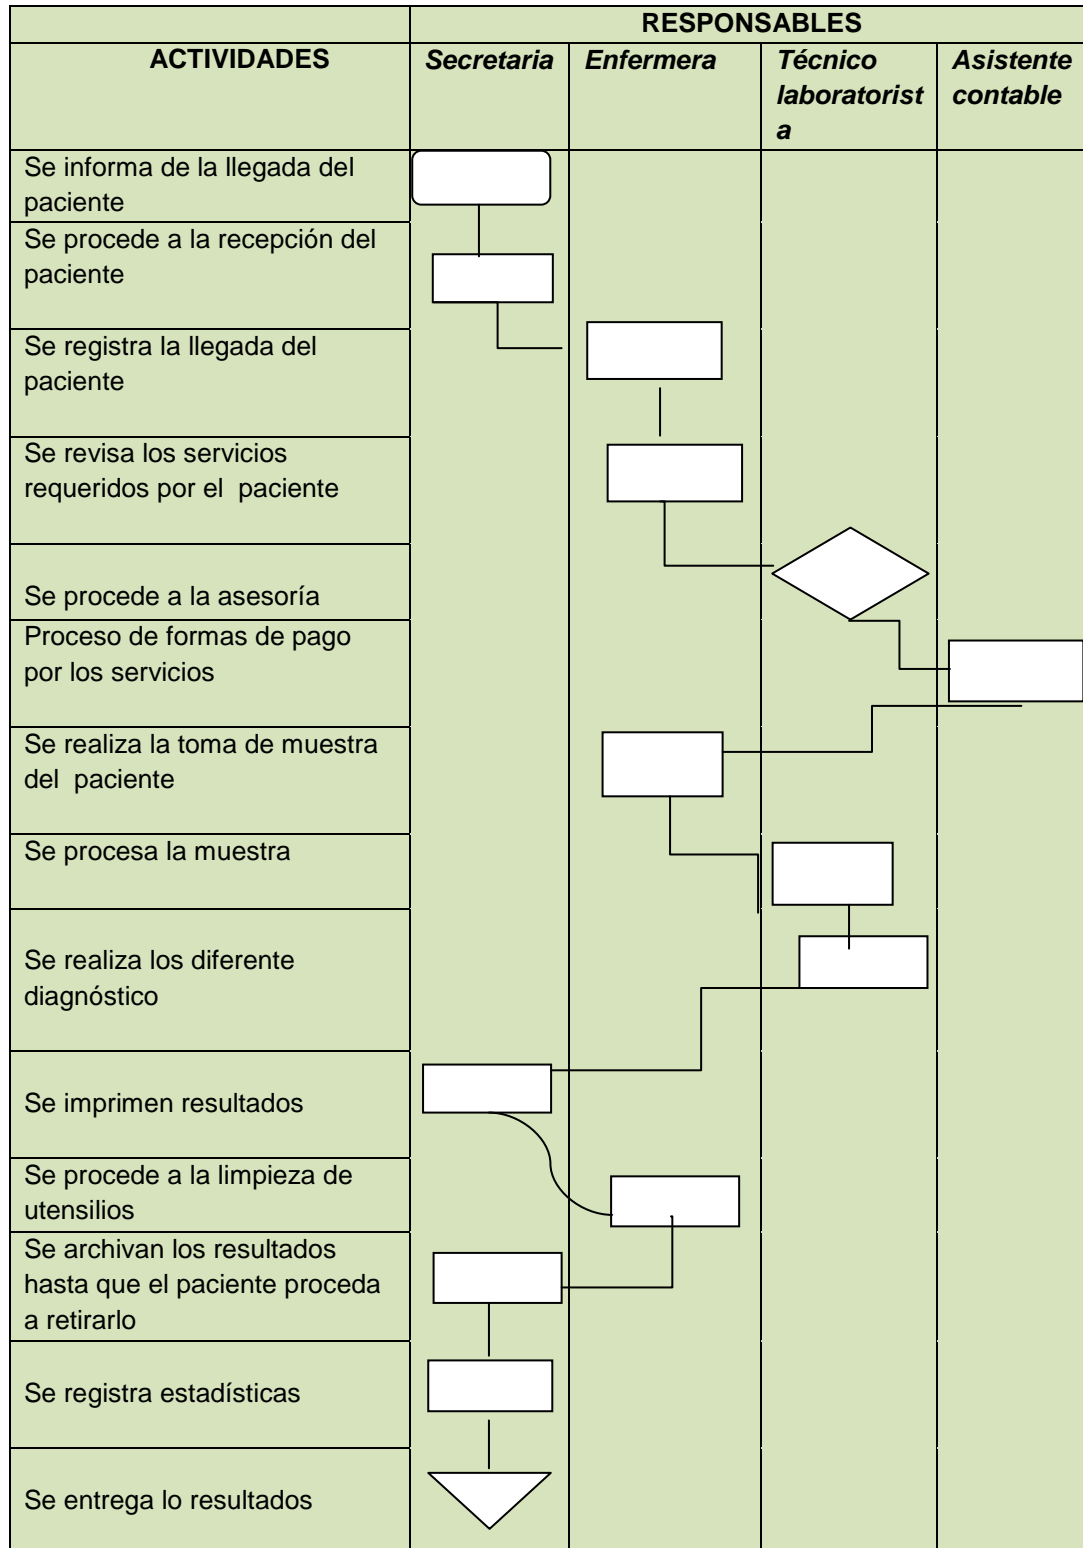 RESPONSABLES
ACTIVIDADES
Secretaria
Enfermera
Técnico
laboratorist
a
Asistente
contable
Se informa de la llegada del
paciente
Se procede a la recepción del
paciente
Se registra la llegada del
paciente
Se revisa los servicios
requeridos por el paciente
Se procede a la asesoría
Proceso de formas de pago
por los servicios
Se realiza la toma de muestra
del paciente
Se procesa la muestra
Se realiza los diferente
diagnóstico
Se imprimen resultados
Se procede a la limpieza de
utensilios
Se archivan los resultados
hasta que el paciente proceda
a retirarlo
Se registra estadísticas
Se entrega lo resultados